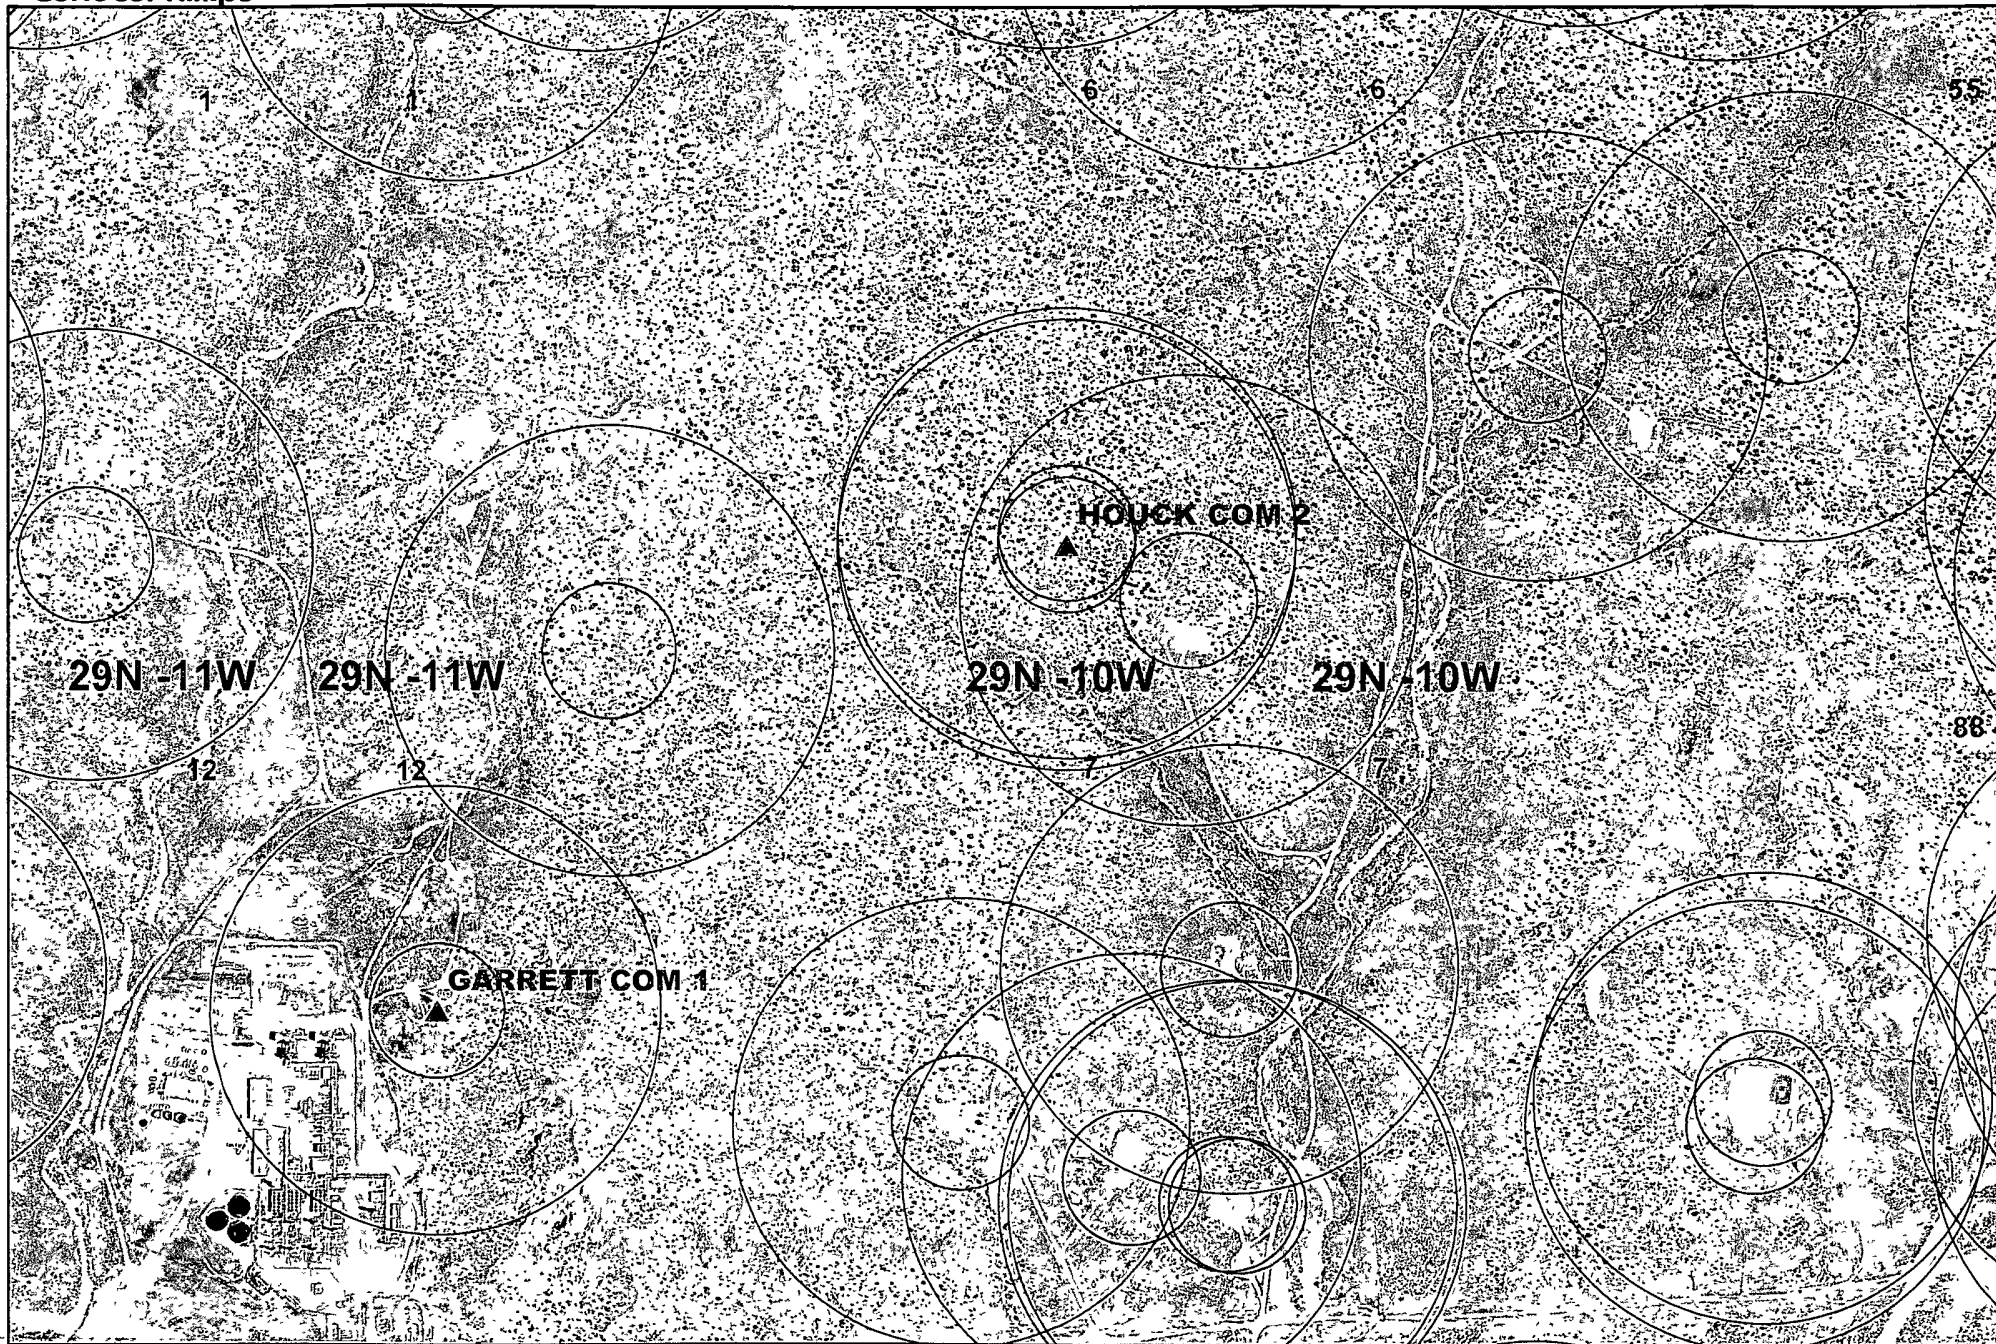 1 1 6 6 55
HOUCK COM 2
29N -11W 29N -11W 29N -10W 29N -10W
88
12 12 7 7
GARRETT COM 1